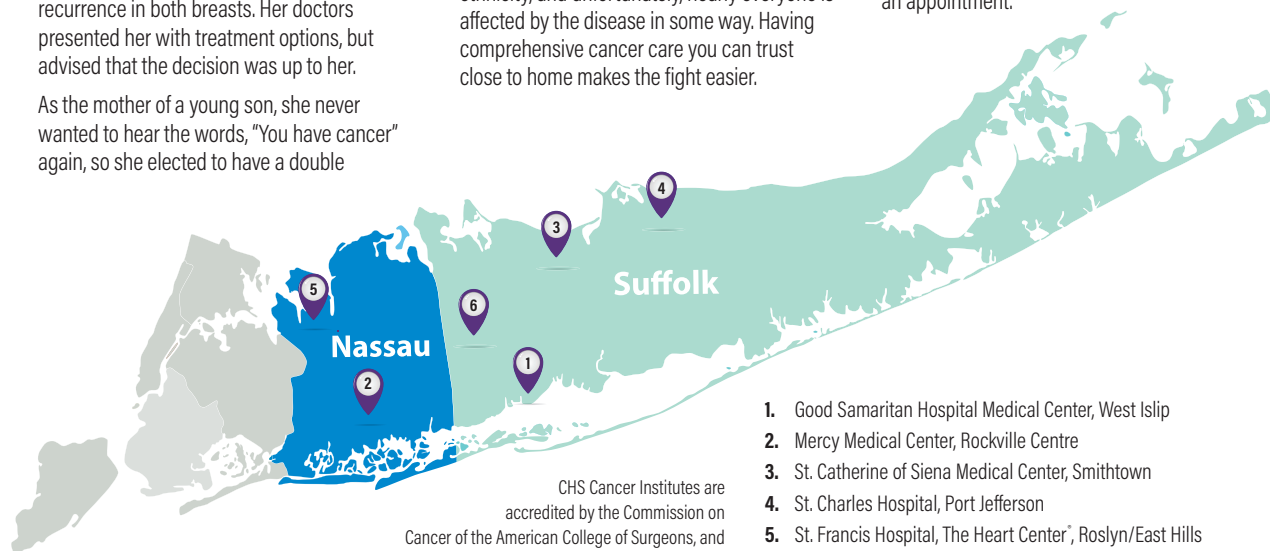 recurrence in both breasts. Her doctors
presented her with treatment options, but
advised that the decision was up to her.
As the mother of a young son, she never
wanted to hear the words, “You have cancer”
again, so she elected to have a double
ethnicity, and unfortunately, nearly everyone is
affected by the disease in some way. Having
comprehensive cancer care you can trust
close to home makes the fight easier.
an appointment.
4
3
Suffolk
5
6
Nassau
1
2
CHS Cancer Institutes are
accredited by the Commission on
Cancer of the American College of Surgeons, and
1. Good Samaritan Hospital Medical Center, West Islip
2. Mercy Medical Center, Rockville Centre
3. St. Catherine of Siena Medical Center, Smithtown
4. St. Charles Hospital, Port Jefferson
5. St. Francis Hospital, The Heart Center®, Roslyn/East Hills